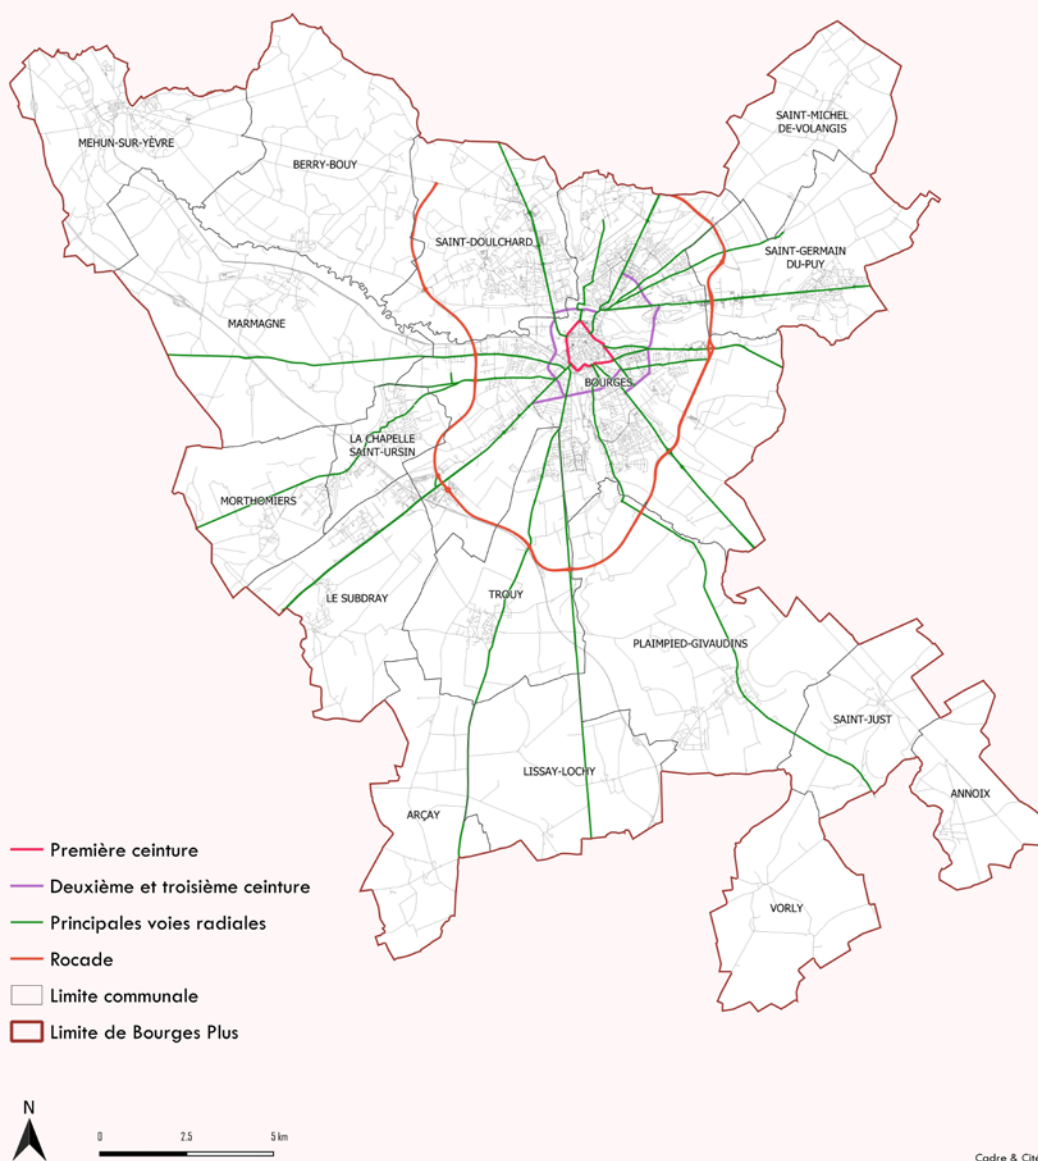 SAINT-MICHEL
DE-VOLANGIS
MEHUN-SUR-YÈVRE
BERRY-BOUY
SAINT-DOULCHARD
SAINT-GERMAIN
DU-PUY
MARMAGNE
BOURGES
LA CHAPELLE
SAINT-URSIN
MORTHOMIERS
LE SUBDRAY
TROUY
PLAIMPIED-GIVAUDINS
SAINT-JUST
LISSAY-LOCHY
ANNOIX
ARÇAY
VORLY
Première ceinture
Deuxième et troisième ceinture
Principales voies radiales
Rocade
Limite communale
Limite de Bourges Plus
N
0 2.5 5 km
Cadre & Cité